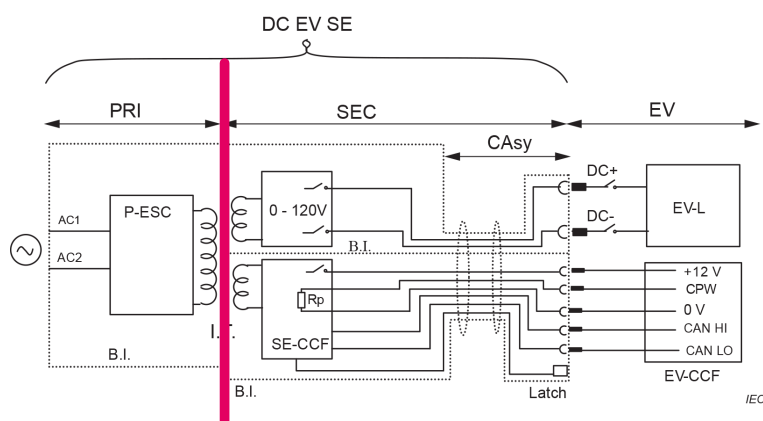 DC EV SE
PRI
SEC
EV
CAsy
DC+
P-ESC
0 - 120V
EV-L
AC1
DC-
B.I.
AC2
+12 V
CPW
Rp
0 V
CAN HI
SE-CCF
CAN LO
B.I.
EV-CCF
B.I.
Latch
IEC